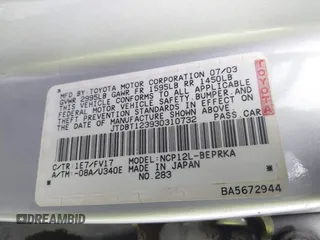 MFD.BY:TOYOTA MOTOR CORPORATION 07/03
GVWR 2995LB GAWR FR 1595LB RR 1450LB
THIS VEHICLE CONFORMS TO ALL APPLICABLE
FEDERAL MOTOR VEHICLE SAFETY,BUMPER, AND
THEFT PREVENTION STANDARDS IN EFFECT ON
THE DATE OF MANUFACTURE SHOWN ABOVE.
JTDBT123930310732 PASS.CAR
TOYOTA
C/TR: 1E7/FV17 MODEL: NCP12L-BEPRKA
A/TM: -08A/U340E MADE IN JAPAN
NO.283
BA5672944
DREAMBID